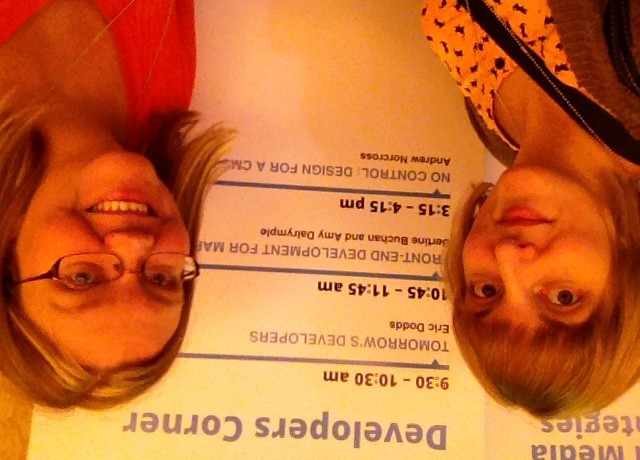 Media
ategies
Developers Corner
9:30 – 10:30 am
TOMORROW'S DEVELOPERS
Eric Dodds
10:45 – 11:45 am
FRONT-END DEVELOPMENT FOR MAR
Bertine Buchan and Amy Dalrymple
3:15 – 4:15 pm
NO CONTROL: DESIGN FOR A CMS
Andrew Norcross